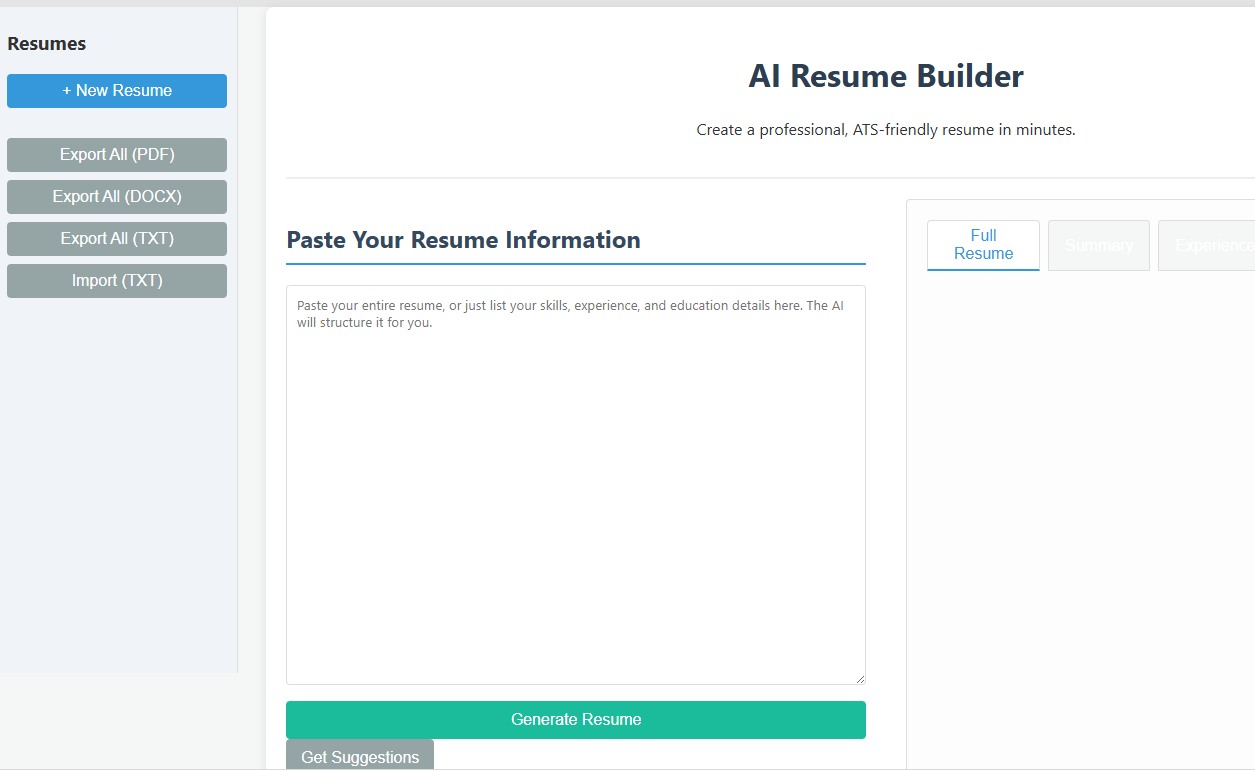 Resumes
+ New Resume
Export All (PDF)
Export All (DOCX)
Export All (TXT)
Import (TXT)
AI Resume Builder
Create a professional, ATS-friendly resume in minutes.
Paste Your Resume Information
Paste your entire resume, or just list your skills, experience, and education details here. The AI
will structure it for you.
Generate Resume
Get Suggestions
Full
Resume
Summary
Experience